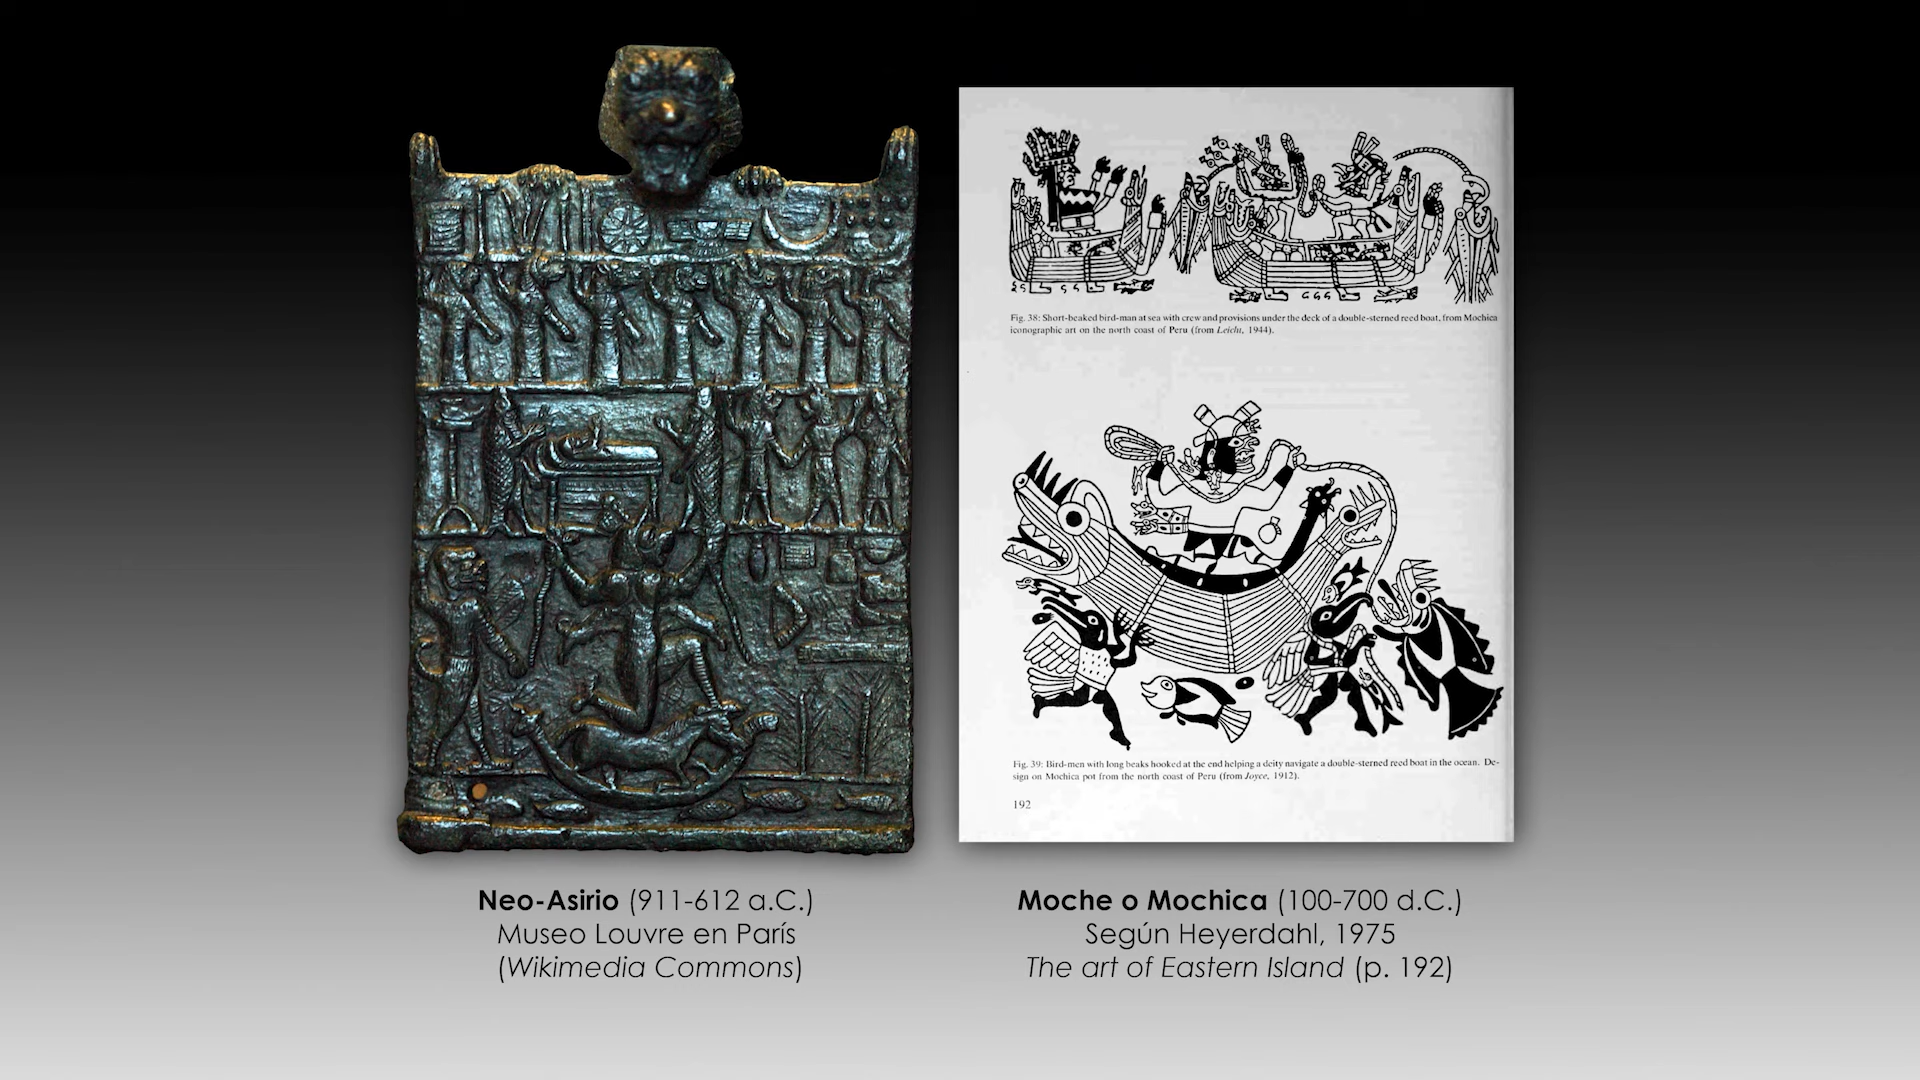 Fig. 38: Short-beaked bird-man at sea with crew and provisions under the deck of a double-sterned reed boat, from Mochica
iconographic art on the north coast of Peru (from Leicht, 1944).
Fig. 39: Bird-men with long beaks hooked at the end helping a deity navigate a double-sterned reed boat in the ocean. De-
sign on Mochica pot from the north coast of Peru (from Joyce, 1912).
192
Neo-Asirio (911-612 a.C.)
Museo Louvre en París
(Wikimedia Commons)
Moche o Mochica (100-700 d.C.)
Según Heyerdahl, 1975
The art of Eastern Island (p. 192)